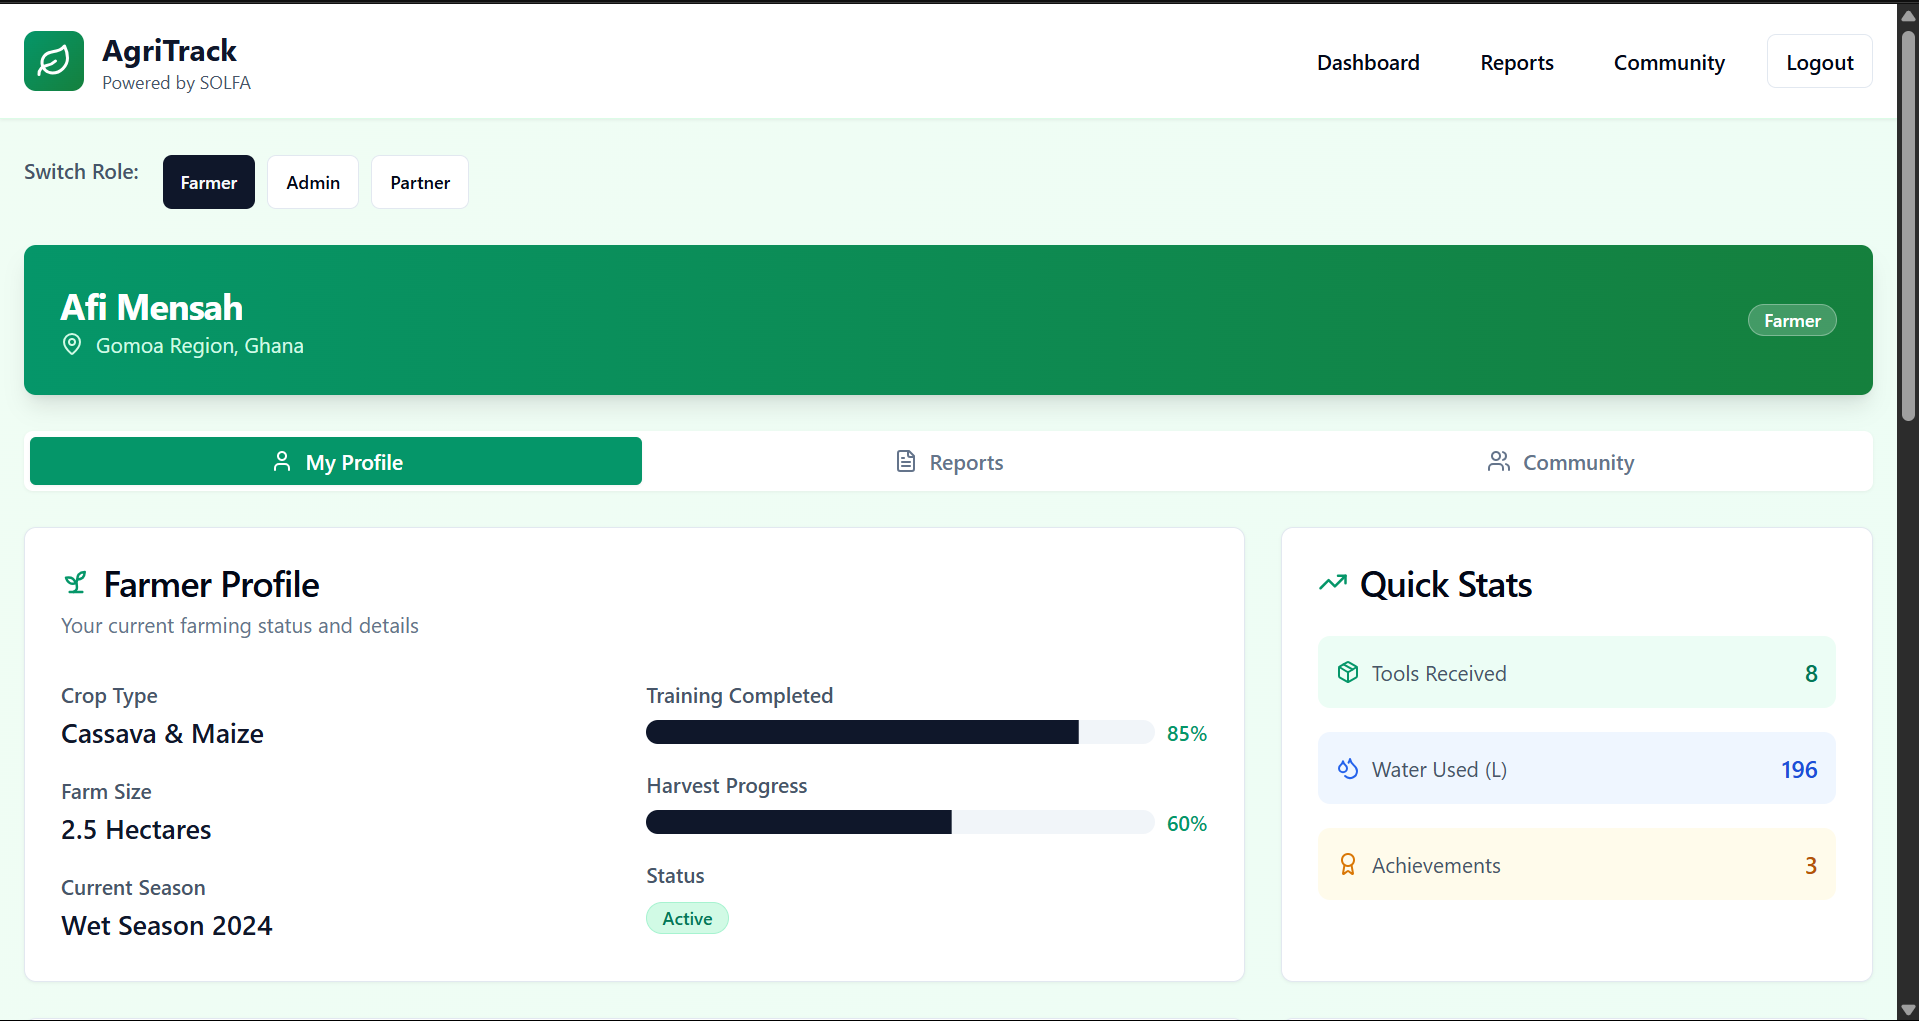 AgriTrack
Powered by SOLFA
Dashboard
Reports
Community
Logout
Switch Role:
Farmer
Admin
Partner
Afi Mensah
Gomoa Region, Ghana
Farmer
My Profile
Reports
Community
Farmer Profile
Your current farming status and details
Crop Type
Cassava & Maize
Farm Size
2.5 Hectares
Current Season
Wet Season 2024
Training Completed
85%
Harvest Progress
60%
Status
Active
Quick Stats
Tools Received 8
Water Used (L) 196
Achievements 3